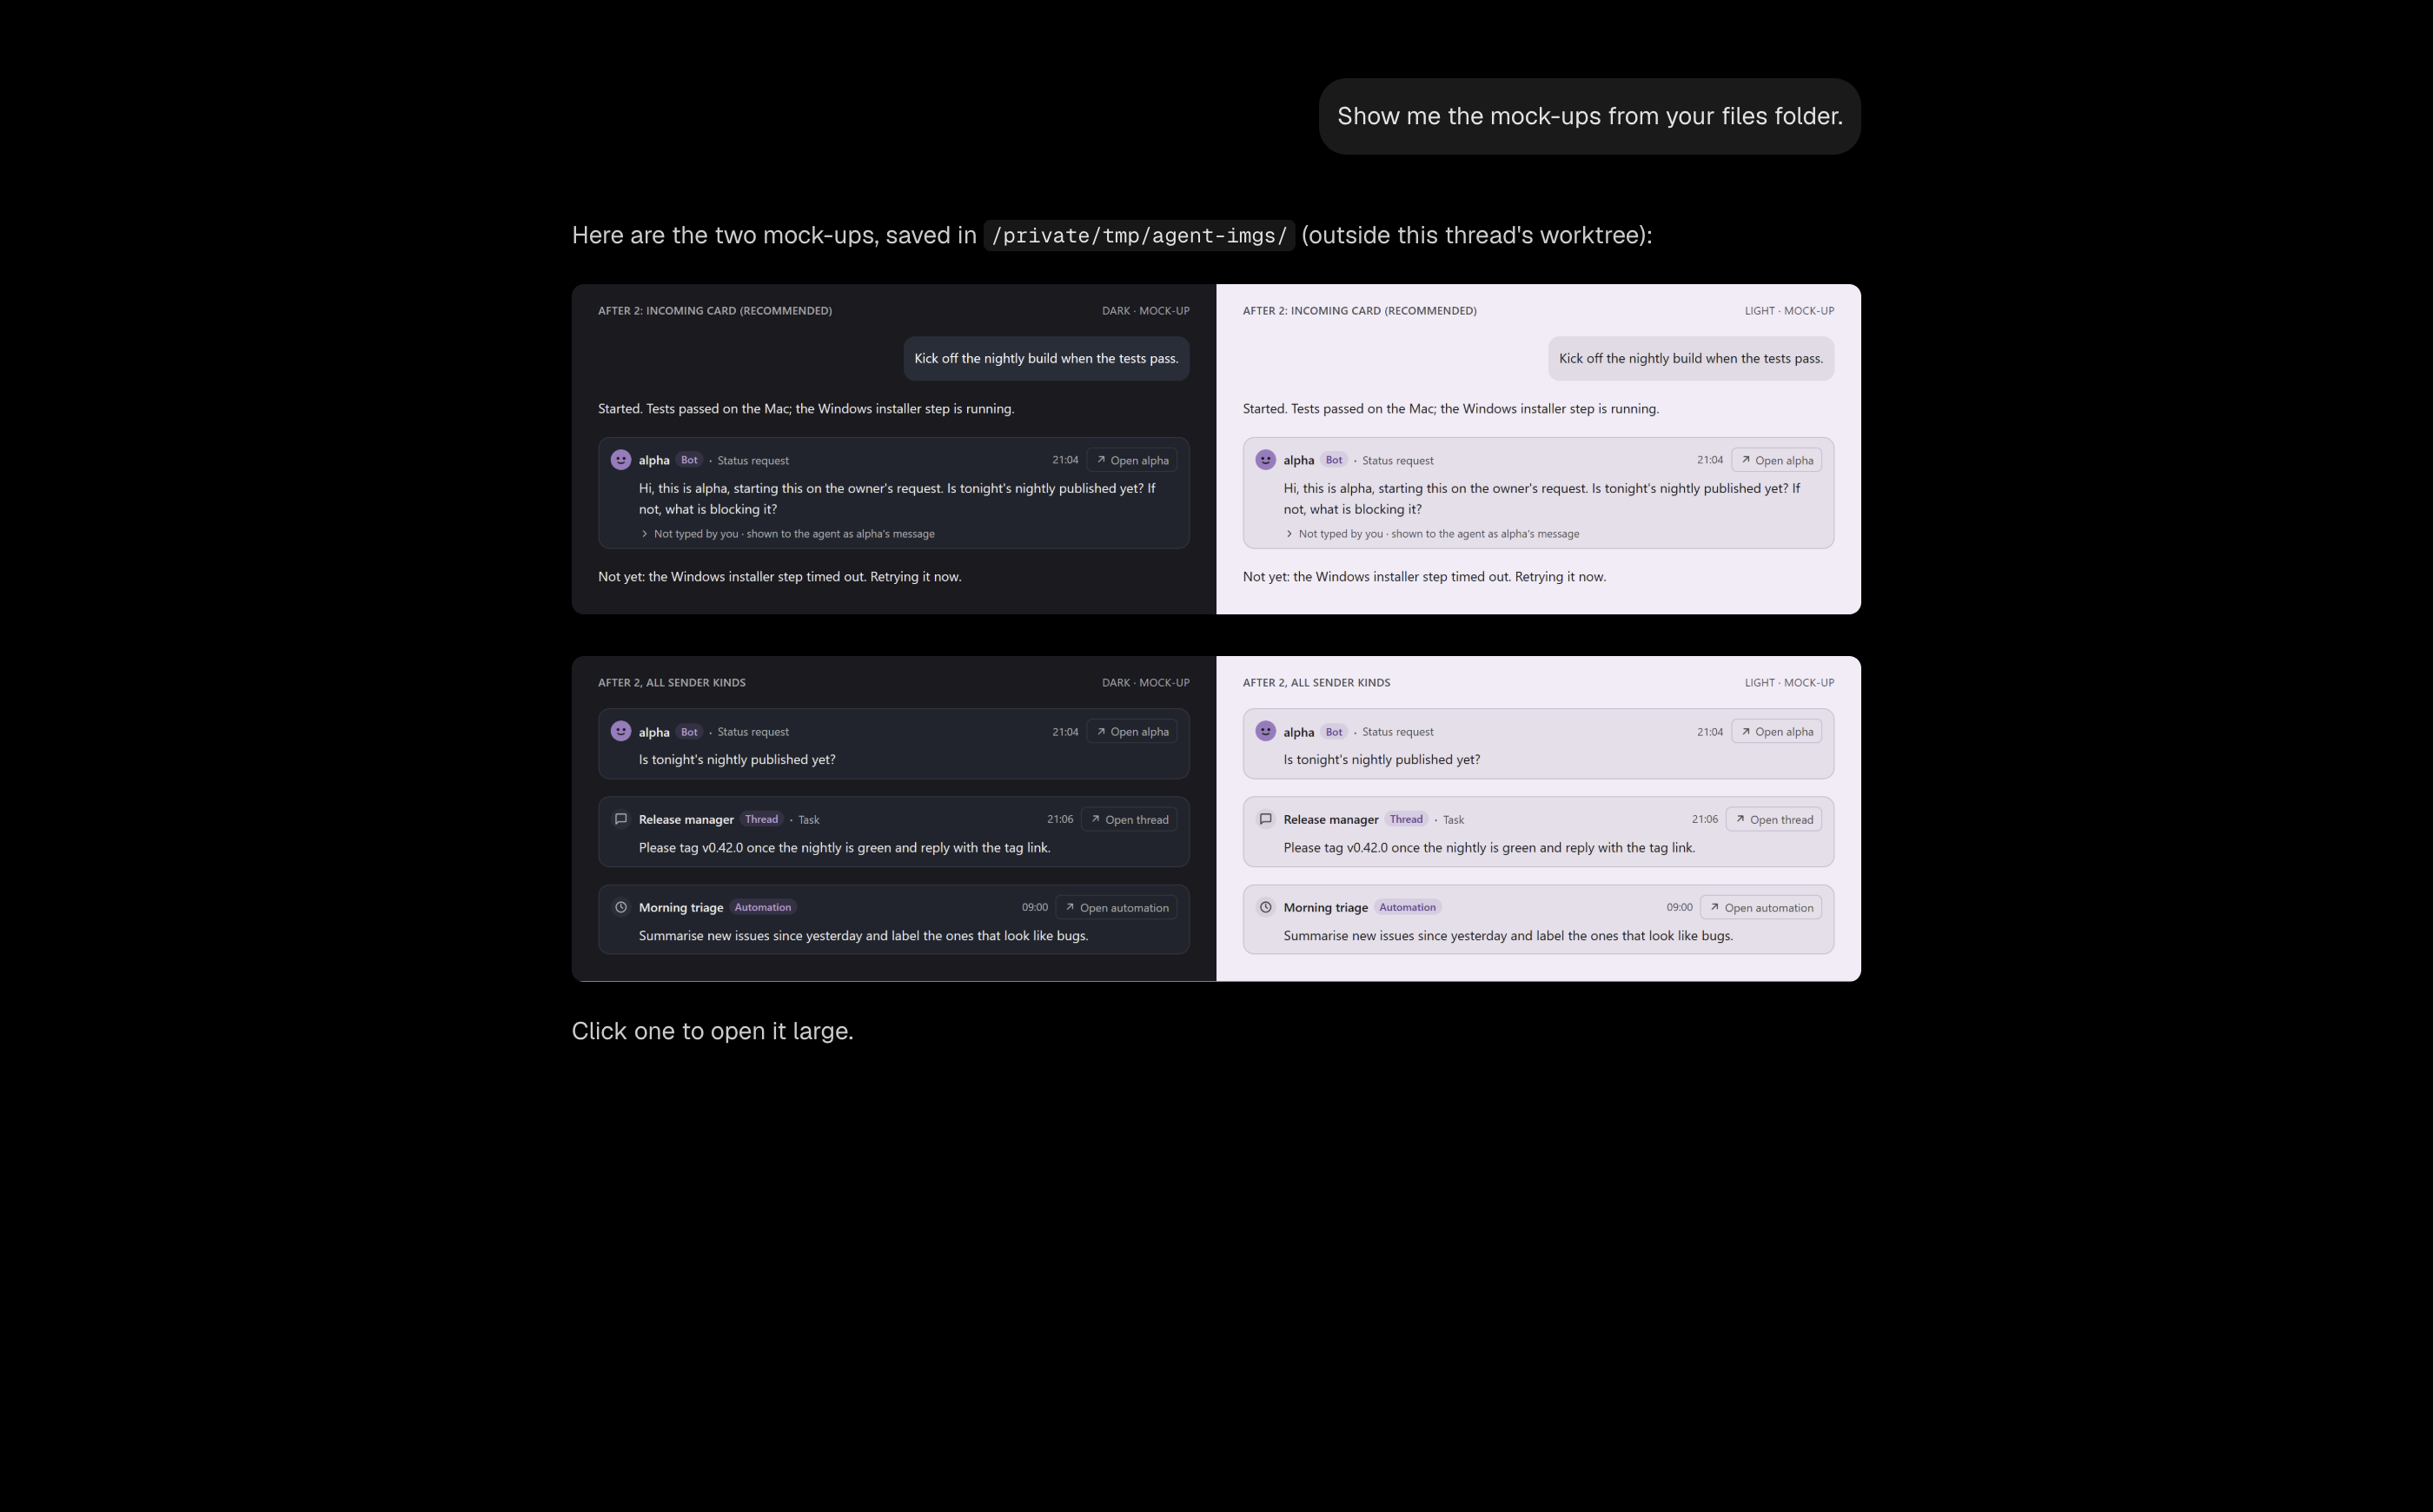 Show me the mock-ups from your files folder.
Here are the two mock-ups, saved in /private/tmp/agent-imgs/ (outside this thread's worktree):
AFTER 2: INCOMING CARD (RECOMMENDED) DARK · MOCK-UP
Kick off the nightly build when the tests pass.
Started. Tests passed on the Mac; the Windows installer step is running.
alpha Bot · Status request 21:04 Open alpha
Hi, this is alpha, starting this on the owner's request. Is tonight's nightly published yet? If
not, what is blocking it?
Not typed by you · shown to the agent as alpha's message
Not yet: the Windows installer step timed out. Retrying it now.
AFTER 2: INCOMING CARD (RECOMMENDED) LIGHT · MOCK-UP
Kick off the nightly build when the tests pass.
Started. Tests passed on the Mac; the Windows installer step is running.
alpha Bot · Status request 21:04 Open alpha
Hi, this is alpha, starting this on the owner's request. Is tonight's nightly published yet? If
not, what is blocking it?
Not typed by you · shown to the agent as alpha's message
Not yet: the Windows installer step timed out. Retrying it now.
AFTER 2, ALL SENDER KINDS DARK · MOCK-UP
alpha Bot · Status request 21:04 Open alpha
Is tonight's nightly published yet?
Release manager Thread · Task 21:06 Open thread
Please tag v0.42.0 once the nightly is green and reply with the tag link.
Morning triage Automation 09:00 Open automation
Summarise new issues since yesterday and label the ones that look like bugs.
AFTER 2, ALL SENDER KINDS LIGHT · MOCK-UP
alpha Bot · Status request 21:04 Open alpha
Is tonight's nightly published yet?
Release manager Thread · Task 21:06 Open thread
Please tag v0.42.0 once the nightly is green and reply with the tag link.
Morning triage Automation 09:00 Open automation
Summarise new issues since yesterday and label the ones that look like bugs.
Click one to open it large.